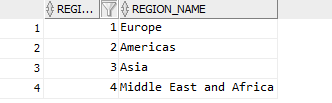 REGI... REGION_NAME
1 1 Europe
2 2 Americas
3 3 Asia
4 4 Middle East and Africa